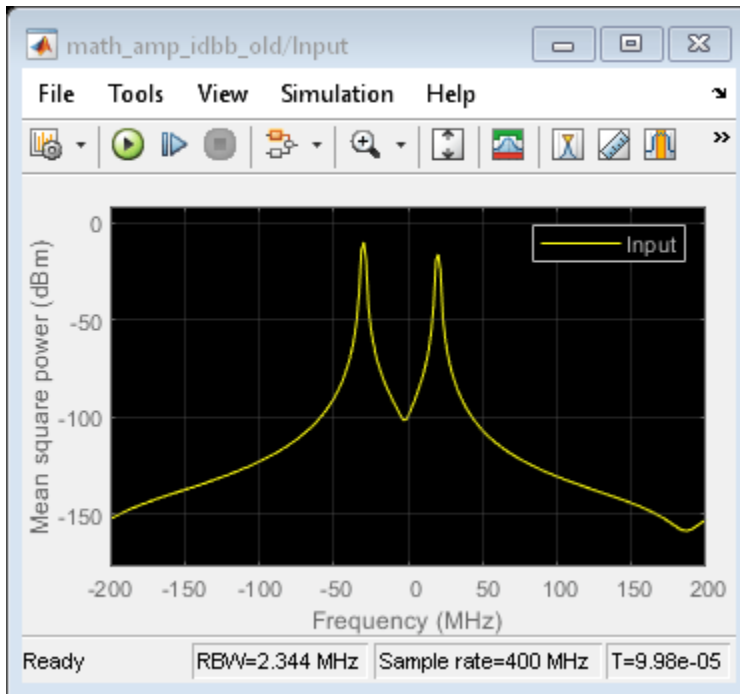 math_amp_idbb_old/Input
File Tools View Simulation Help
Input
Mean square power (dBm)
0
-50
-100
-150
-200 -150 -100 -50 0 50 100 150 200
Frequency (MHz)
Ready RBW=2.344 MHz Sample rate=400 MHz T=9.98e-05